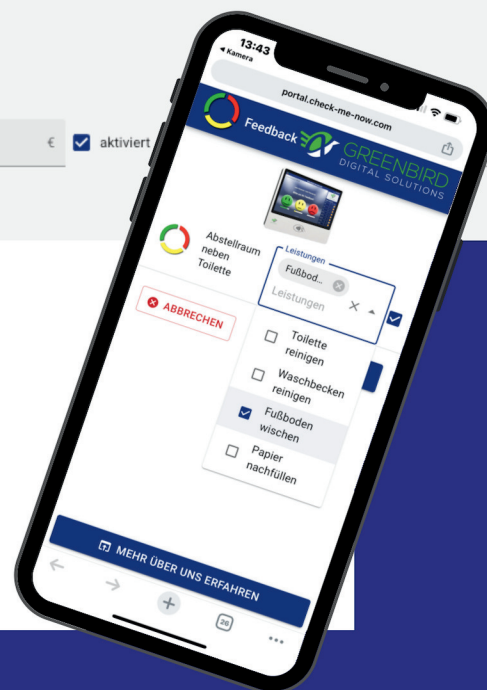 € aktiviert
13:43
Kamera
portal.check-me-now.com
Feedback
GREENBIRD
DIGITAL SOLUTIONS
Abstellraum
neben
Toilette
Leistungen
Fußbod...
Leistungen
ABBRECHEN
Toilette
reinigen
Waschbecken
reinigen
Fußboden
wischen
Papier
nachfüllen
MEHR ÜBER UNS ERFAHREN
26